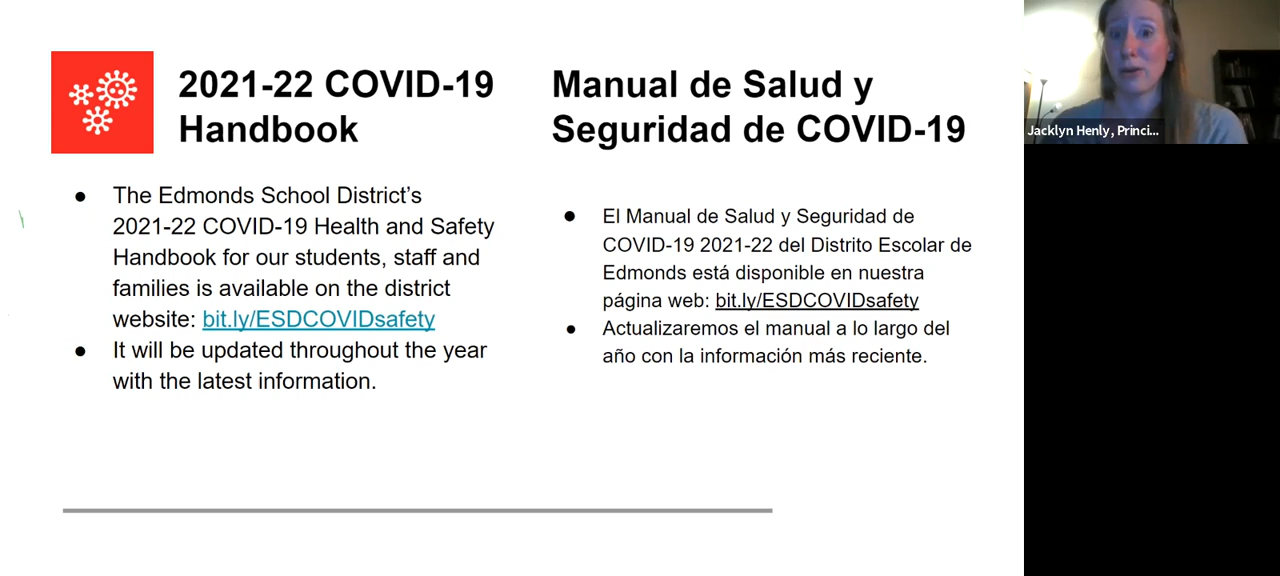 2021-22 COVID-19
Handbook
The Edmonds School District’s
2021-22 COVID-19 Health and Safety
Handbook for our students, staff and
families is available on the district
website: bit.ly/ESDCOVIDsafety
It will be updated throughout the year
with the latest information.
Manual de Salud y
Seguridad de COVID-19
El Manual de Salud y Seguridad de
COVID-19 2021-22 del Distrito Escolar de
Edmonds está disponible en nuestra
página web: bit.ly/ESDCOVIDsafety
Actualizaremos el manual a lo largo del
año con la información más reciente.
Jacklyn Henly, Princi...